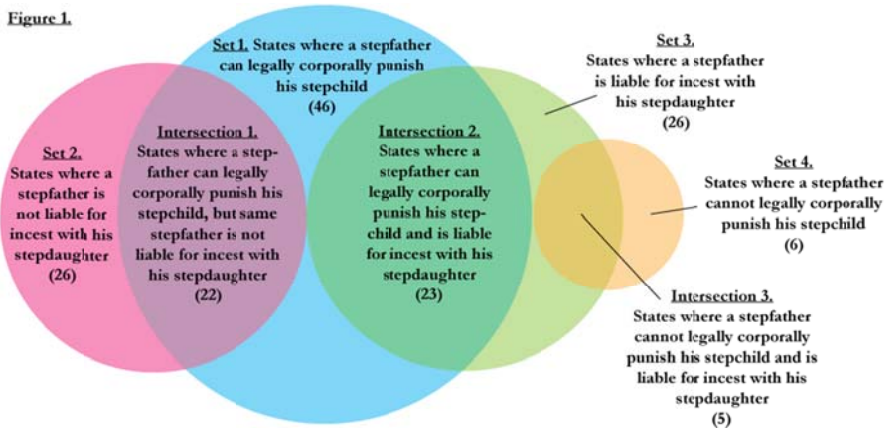 Figure 1.
Set 1. States where a stepfather
can legally corporally punish
his stepchild
(46)
Set 2.
States where a
stepfather is
not liable for
incest with his
stepdaughter
(26)
Intersection 1.
States where a step-
father can legally
corporally punish his
stepchild, but same
stepfather is not
liable for incest with
his stepdaughter
(22)
Intersection 2.
States where a
stepfather can
legally corporally
punish his step-
child and is liable
for incest with his
stepdaughter
(23)
Set 3.
States where a stepfather
is liable for incest with
his stepdaughter
(26)
Set 4.
States where a stepfather
cannot legally corporally
punish his stepchild
(6)
Intersection 3.
States where a stepfather
cannot legally corporally
punish his stepchild and is
liable for incest with his
stepdaughter
(5)